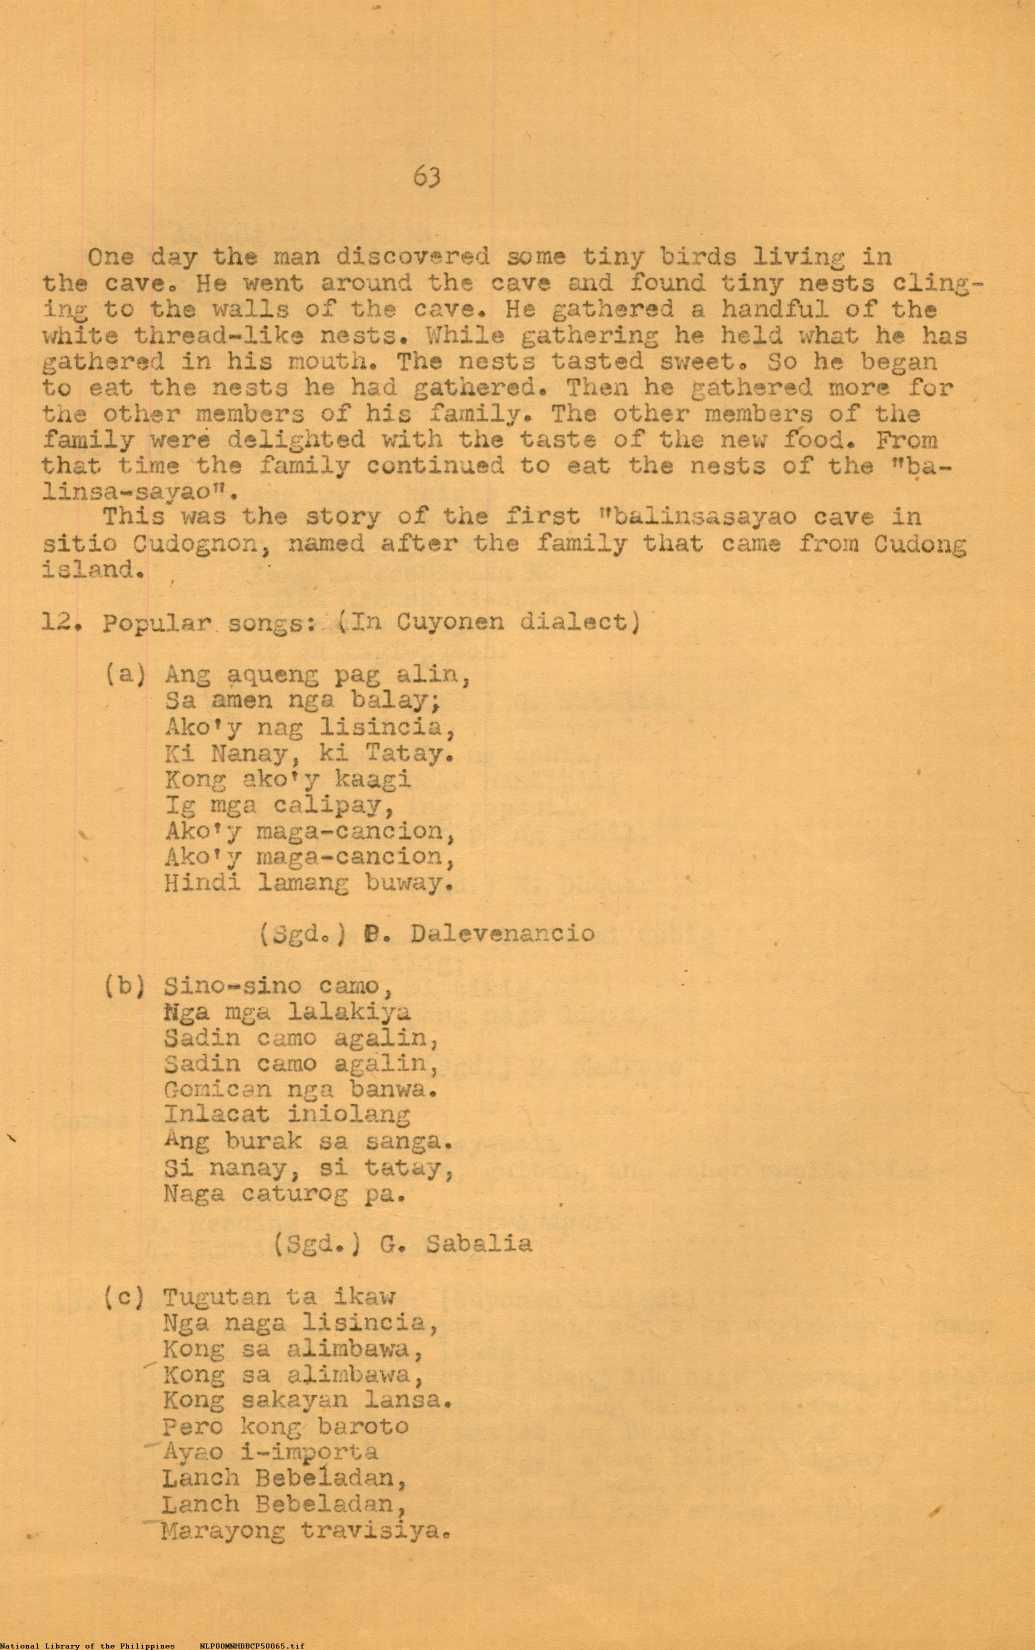 63
One day the man discovered some tiny birds living in
the cave. He went around the cave and found tiny nests cling-
ing to the walls of the cave. He gathered a handful of the
white thread-like nests. While gathering he held what he has
gathered in his mouth. The nests tasted sweet. So he began
to eat the nests he had gathered. Then he gathered more for
the other members of his family. The other members of the
family were delighted with the taste of the new food. From
that time the family continued to eat the nests of the "ba-
linsa-sayao".
This was the story of the first "balinsasayao cave in
sitio Cudognon, named after the family that came from Cudong
island.
12. Popular songs: (In Cuyonen dialect)
(a) Ang aqueng pag alin,
Sa amen nga balay;
Ako'y nag lisincia,
Ki Nanay, ki Tatay.
Kong ako'y kaagi
Ig mga calipay,
Ako'y maga-cancion,
Ako'y maga-cancion,
Hindi lamang buway.
(Sgd.) P. Dalevenancio
(b) Sino-sino camo,
Nga mga lalakiya
Sadin camo agalin,
Sadin camo agalin,
Gomican nga banwa.
Inlacat iniolang
Ang burak sa sanga.
Si nanay, si tatay,
Naga caturog pa.
(Sgd.) G. Sabalia
(c) Tugutan ta ikaw
Nga naga lisincia,
Kong sa alimbawa,
Kong sa alimbawa,
Kong sakayan lansa.
Pero kong baroto
Ayao i-importa
Lanch Bebeladan,
Lanch Bebeladan,
Marayong travisiya.
National Library of the Philippines NLP00MNHDBCP50065.tif